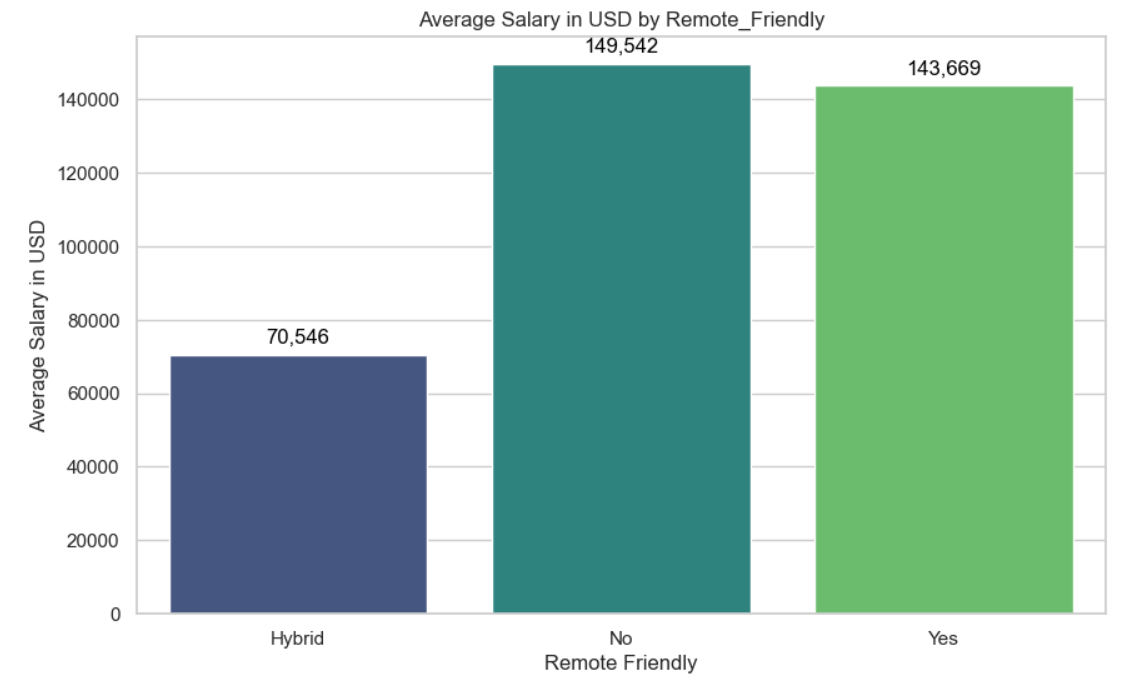 Average Salary in USD by Remote_Friendly
149,542
143,669
70,546
140000
120000
100000
80000
60000
40000
20000
0
Average Salary in USD
Hybrid No Yes
Remote Friendly